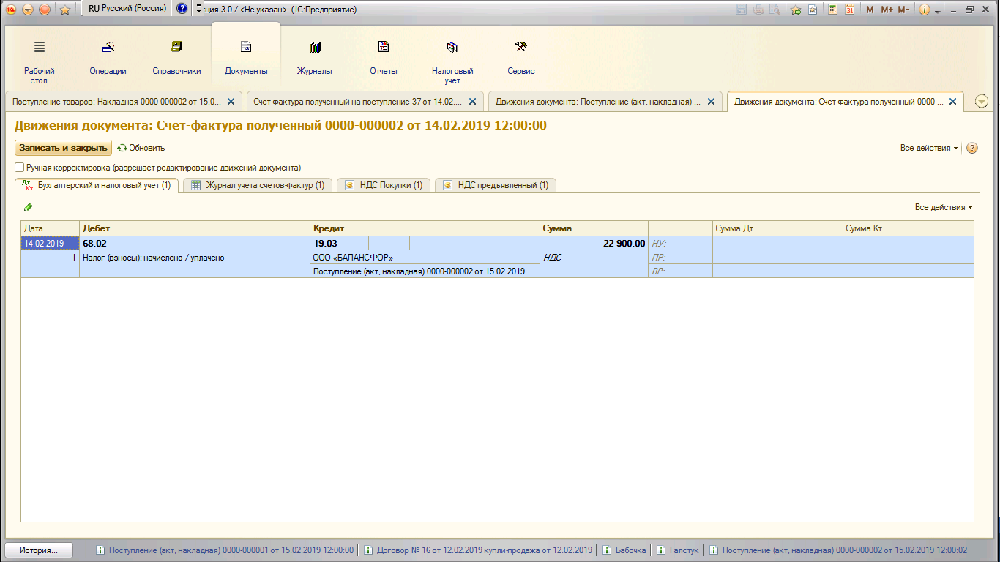 RU Русский (Россия) ция 3.0 / <Не указан> (1С:Предприятие)
M M+ M-
Рабочий стол
Операции
Справочники
Документы
Журналы
Отчеты
Налоговый учет
Сервис
Поступление товаров: Накладная 0000-000002 от 15.0...
Счет-фактура полученный на поступление 37 от 14.02....
Движения документа: Поступление (акт, накладная) ...
Движения документа: Счет-фактура полученный 0000-...
Движения документа: Счет-фактура полученный 0000-000002 от 14.02.2019 12:00:00
Записать и закрыть Обновить Все действия ?
Ручная корректировка (разрешает редактирование движений документа)
Дт Кт Бухгалтерский и налоговый учет (1) Журнал учета счетов-фактур (1) НДС Покупки (1) НДС предъявленный (1)
Все действия
Дата Дебет Кредит Сумма Сумма Дт Сумма Кт
14.02.2019 68.02 19.03 22 900,00 НУ:
1 Налог (взносы): начислено / уплачено ООО «БАПАНСФОР» НДС ПР:
Поступление (акт, накладная) 0000-000002 от 15.02.2019 ... ВР:
История... Поступление (акт, накладная) 0000-000001 от 15.02.2019 12:00:00 Договор № 16 от 12.02.2019 купли-продажа от 12.02.2019 Бабочка Галстук Поступление (акт, накладная) 0000-000002 от 15.02.2019 12:00:02